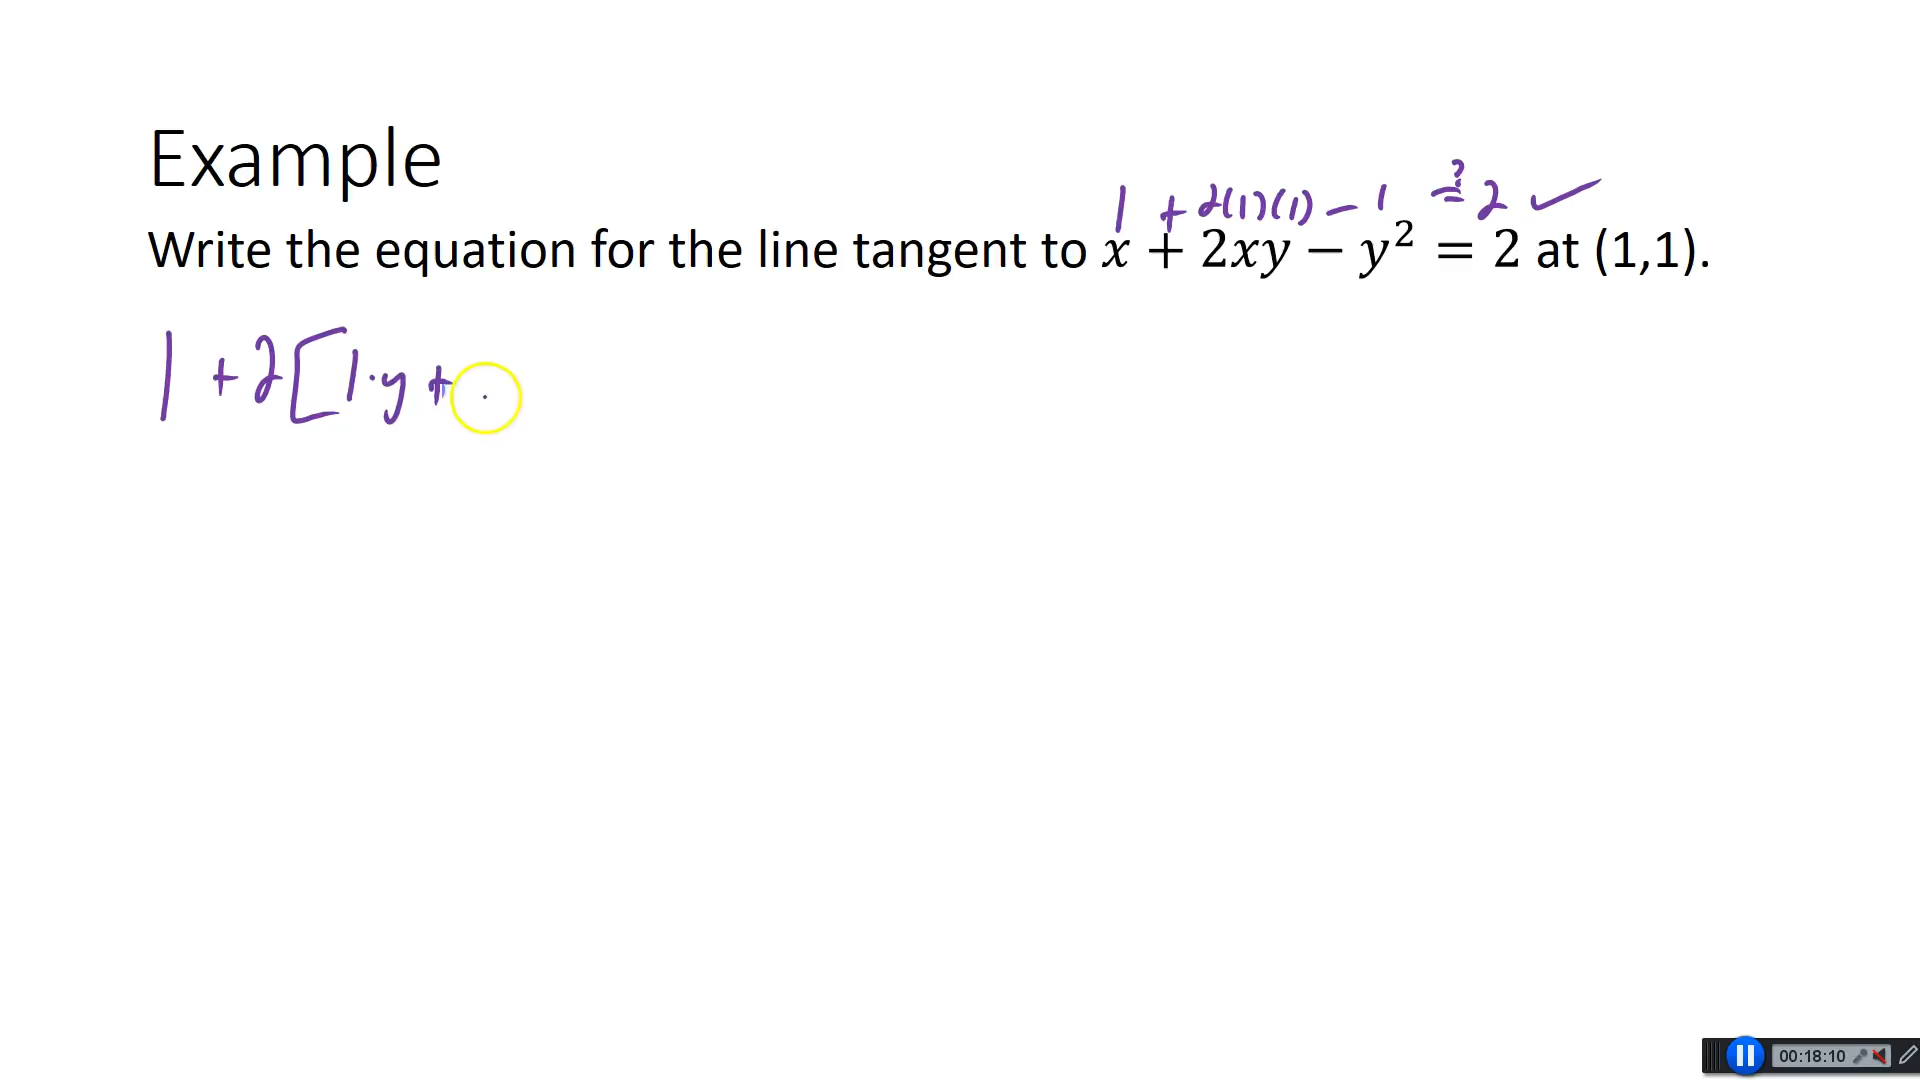 Example
1 + 2(1)(1) - 1 ≟ 2 ✓
Write the equation for the line tangent to x + 2xy − y² = 2 at (1,1).
1 + 2[1·y +
00:18:10